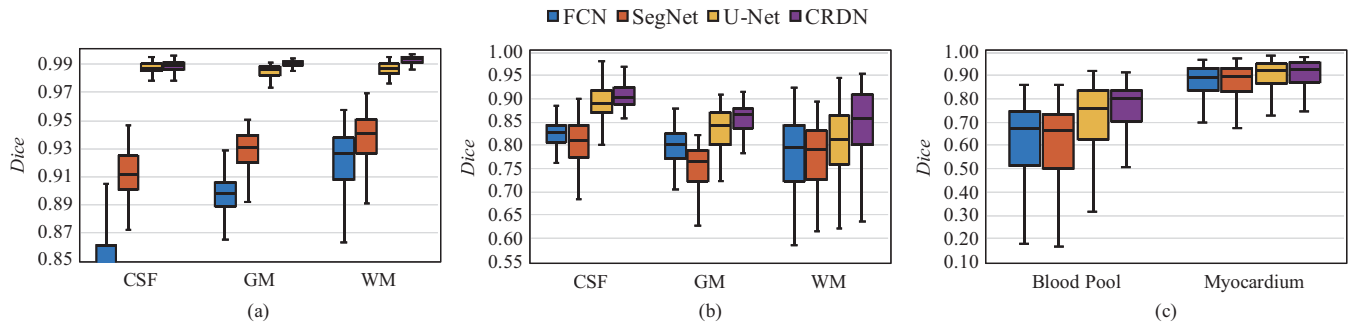 FCN SegNet U-Net CRDN
Dice
0.99
0.97
0.95
0.93
0.91
0.89
0.87
0.85
CSF GM WM
(a)
Dice
1.00
0.95
0.90
0.85
0.80
0.75
0.70
0.65
0.60
0.55
CSF GM WM
(b)
Dice
1.00
0.90
0.80
0.70
0.60
0.50
0.40
0.30
0.20
0.10
Blood Pool Myocardium
(c)